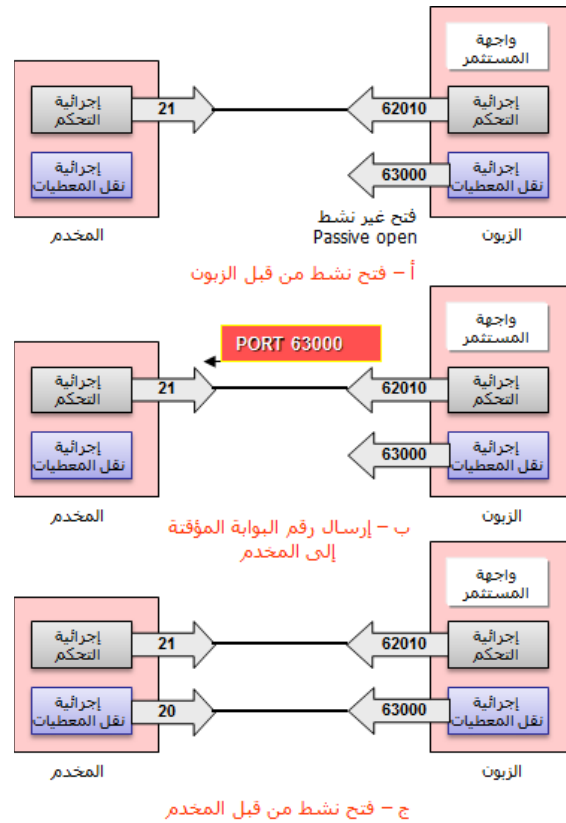 واجهة
المستثمر
إجرائية
التحكم
21
62010
إجرائية
التحكم
إجرائية
نقل المعطيات
63000
إجرائية
نقل المعطيات
فتح غير نشط
Passive open
المخدم
الزبون
أ – فتح نشط من قبل الزبون
واجهة
المستثمر
PORT 63000
إجرائية
التحكم
21
62010
إجرائية
التحكم
إجرائية
نقل المعطيات
63000
إجرائية
نقل المعطيات
المخدم
الزبون
ب – إرسال رقم البوابة المؤقتة
إلى المخدم
واجهة
المستثمر
إجرائية
التحكم
21
62010
إجرائية
التحكم
إجرائية
نقل المعطيات
20
63000
إجرائية
نقل المعطيات
المخدم
الزبون
ج – فتح نشط من قبل المخدم